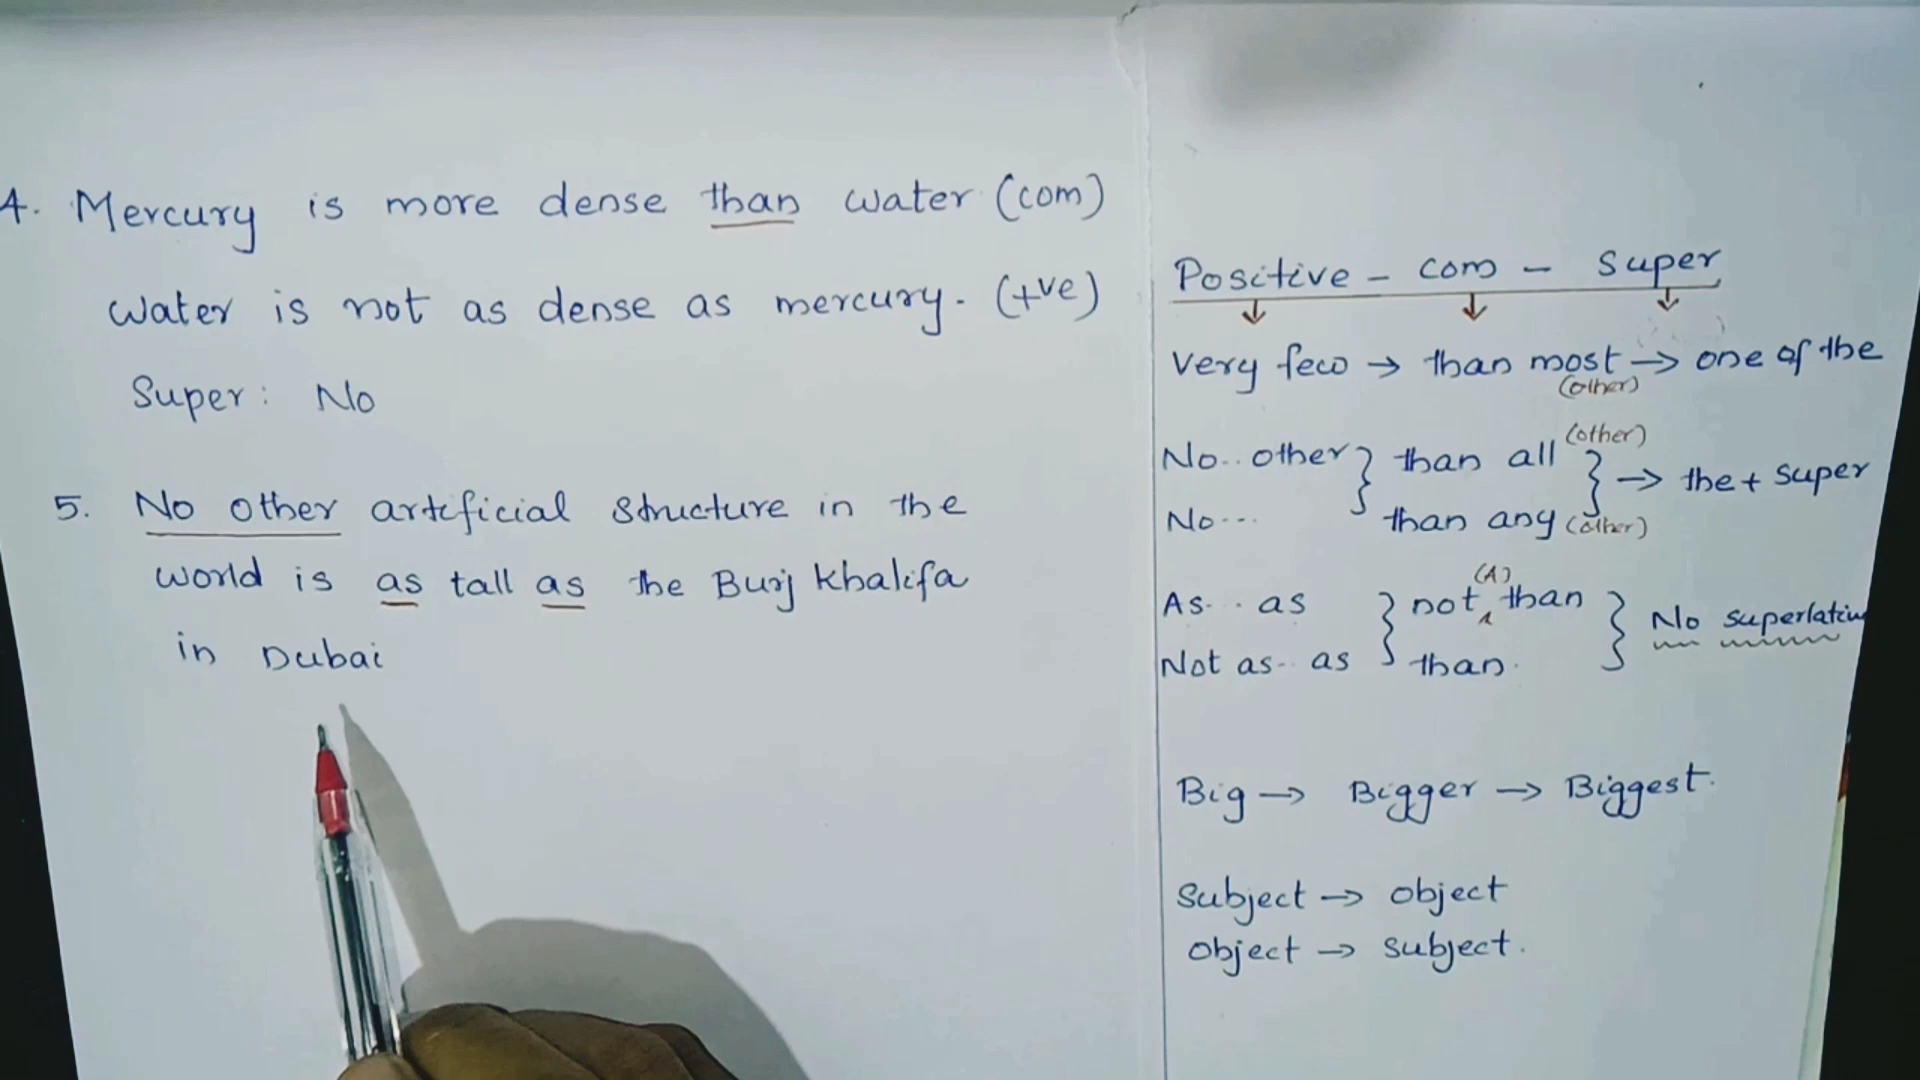 4. Mercury is more dense than water (com)
Water is not as dense as mercury. (+ve)
Super: No
5. No other artificial structure in the
world is as tall as the Burj Khalifa
in Dubai
Positive - com - Super
Very few → than most → one of the
(other)
No.. other } than all (other) } → the + super
No... than any (other)
As... as } not (A) than } No superlative
Not as.. as than.
Big → Bigger → Biggest.
Subject → object
object → subject.